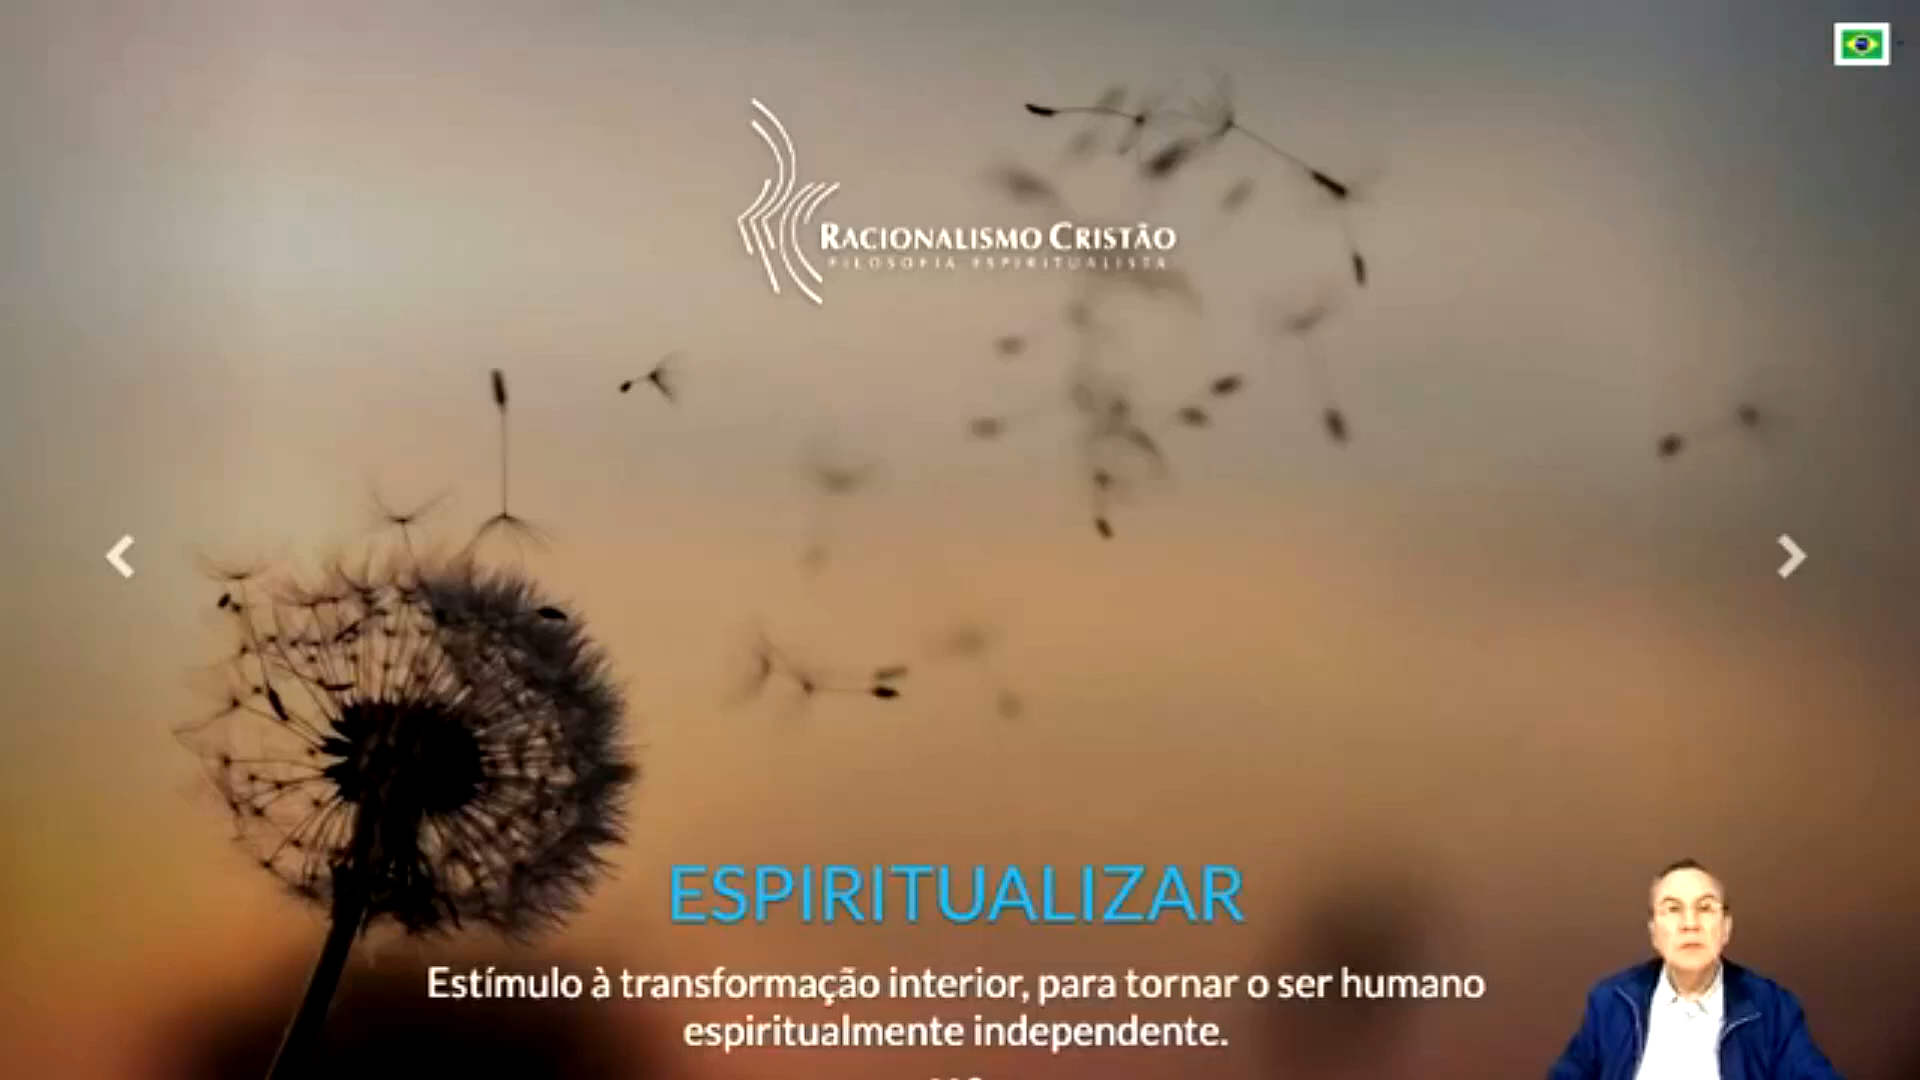 RACIONALISMO CRISTÃO
FILOSOFIA ESPIRITUALISTA
ESPIRITUALIZAR
Estímulo à transformação interior, para tornar o ser humano
espiritualmente independente.